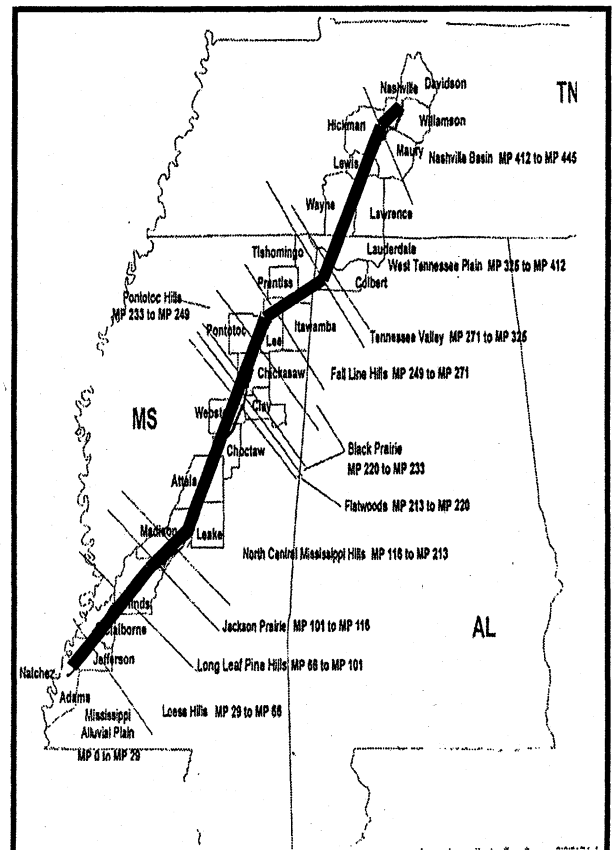 Nashville
Davidson
TN
Hickman
Williamson
Maury
Nashville Basin MP 412 to MP 445
Lewis
Wayne
Lawrence
Lauderdale
Tishomingo
West Tennessee Plain MP 325 to MP 412
Colbert
Prentiss
Pontotoc Hills
MP 233 to MP 249
Itawamba
Pontotoc
Lee
Tennessee Valley MP 271 to MP 325
Chickasaw
Fall Line Hills MP 249 to MP 271
MS
Webst
Clay
Choctaw
Black Prairie
MP 220 to MP 233
Attala
Flatwoods MP 213 to MP 220
Madison
Leake
North Central Mississippi Hills MP 116 to MP 213
AL
inds
Jackson Prairie MP 101 to MP 116
laiborne
Jefferson
Long Leaf Pine Hills MP 66 to MP 101
Natchez
Adams
Loess Hills MP 29 to MP 66
Mississippi
Alluvial Plain
MP 0 to MP 29